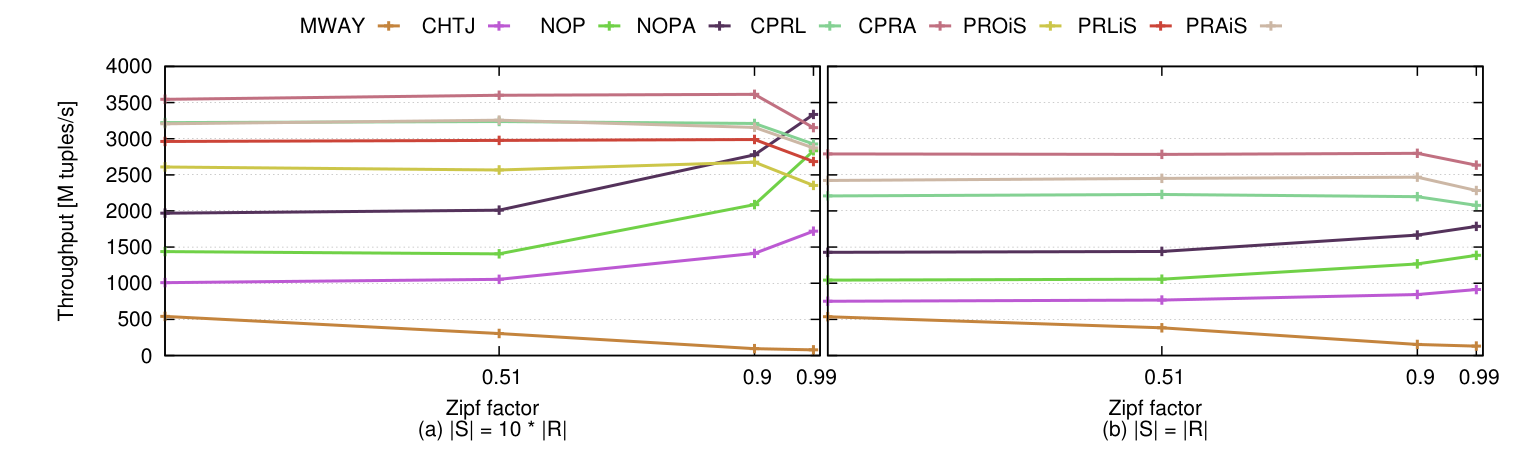 MWAY CHTJ NOP NOPA CPRL CPRA PROiS PRLiS PRAiS
Throughput [M tuples/s]
4000
3500
3000
2500
2000
1500
1000
500
0
0.51 0.9 0.99
Zipf factor
(a) |S| = 10 * |R|
0.51 0.9 0.99
Zipf factor
(b) |S| = |R|